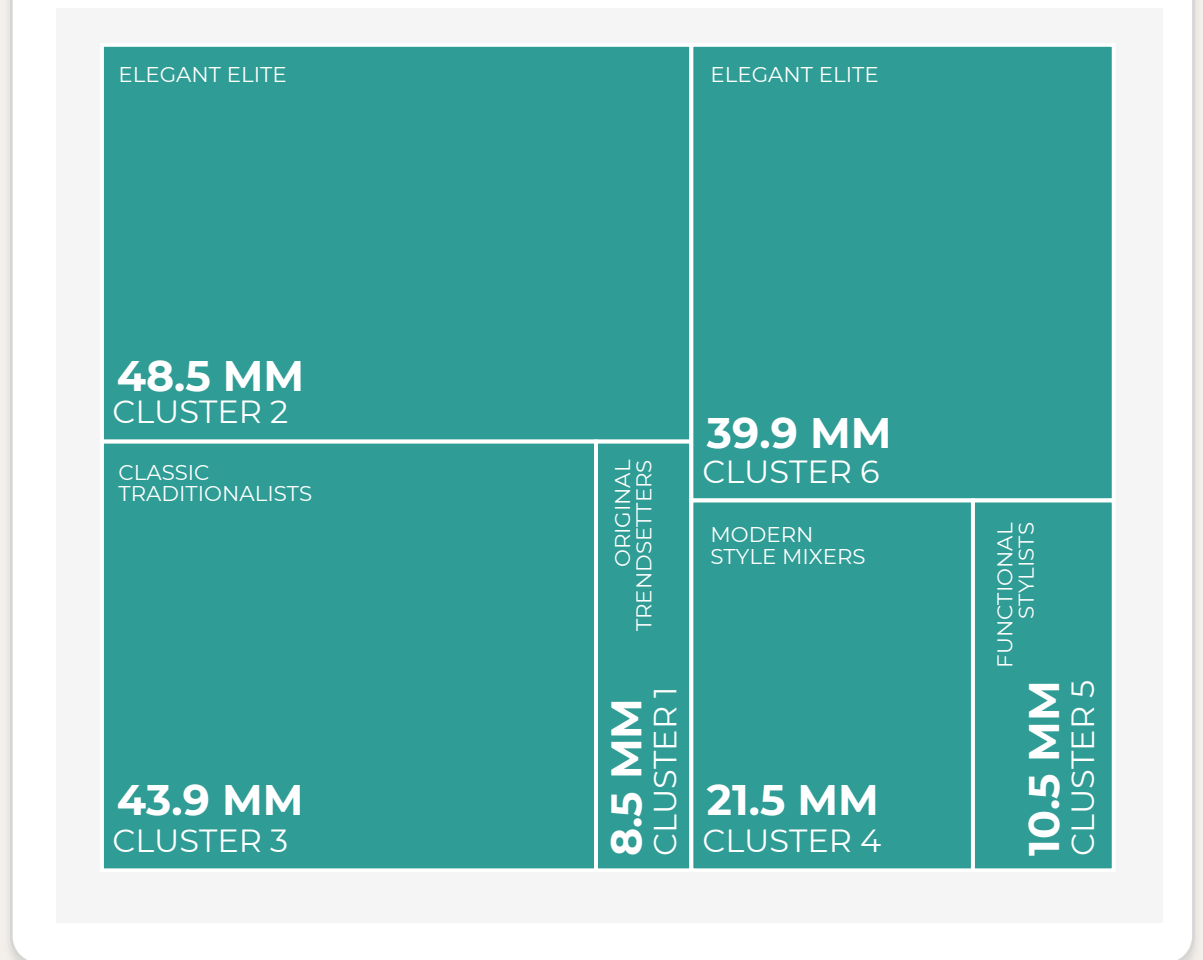 ELEGANT ELITE
48.5 MM
CLUSTER 2
ELEGANT ELITE
39.9 MM
CLUSTER 6
CLASSIC
TRADITIONALISTS
43.9 MM
CLUSTER 3
ORIGINAL
TRENDSETTERS
8.5 MM
CLUSTER 1
MODERN
STYLE MIXERS
21.5 MM
CLUSTER 4
FUNCTIONAL
STYLISTS
10.5 MM
CLUSTER 5